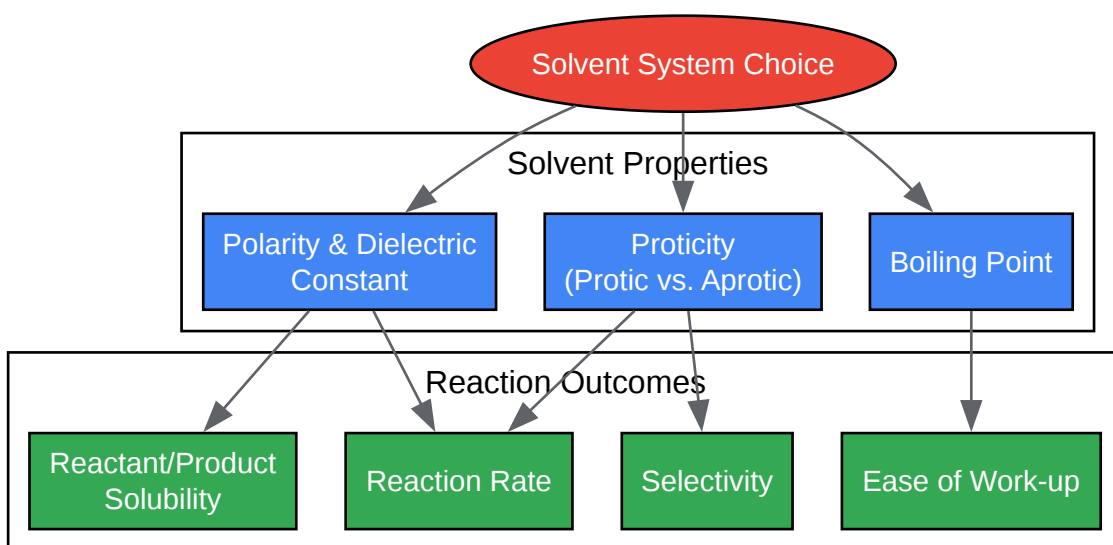 Solvent System Choice
Solvent Properties
Polarity & Dielectric
Constant
Proticity
(Protic vs. Aprotic)
Boiling Point
Reaction Outcomes
Reactant/Product
Solubility
Reaction Rate
Selectivity
Ease of Work-up